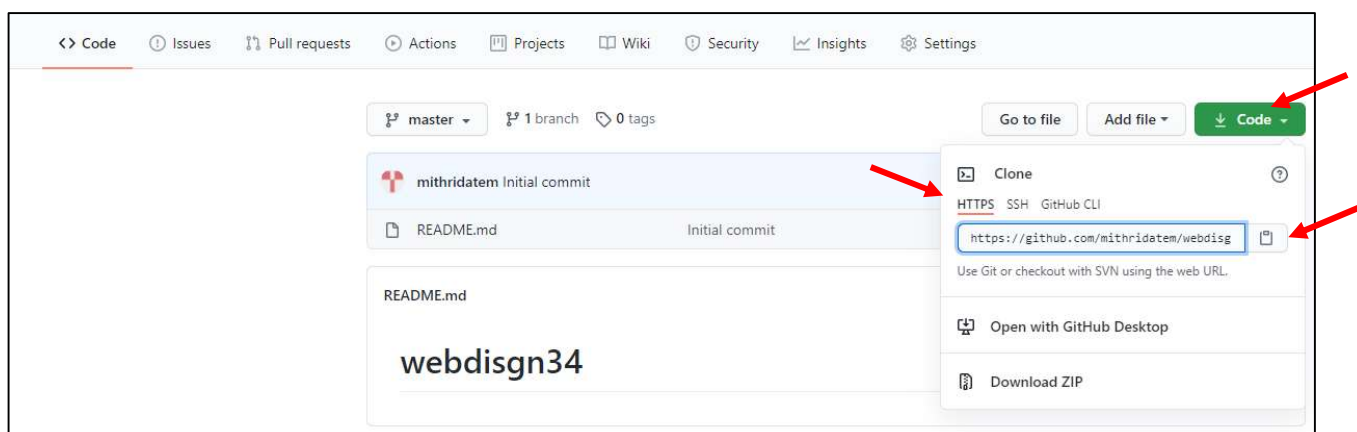 <> Code Issues Pull requests Actions Projects Wiki Security Insights Settings
master 1 branch 0 tags Go to file Add file Code
mithridatem Initial commit
README.md Initial commit
Clone
HTTPS SSH GitHub CLI
https://github.com/mithridatem/webdisg
Use Git or checkout with SVN using the web URL.
Open with GitHub Desktop
Download ZIP
README.md
webdisgn34